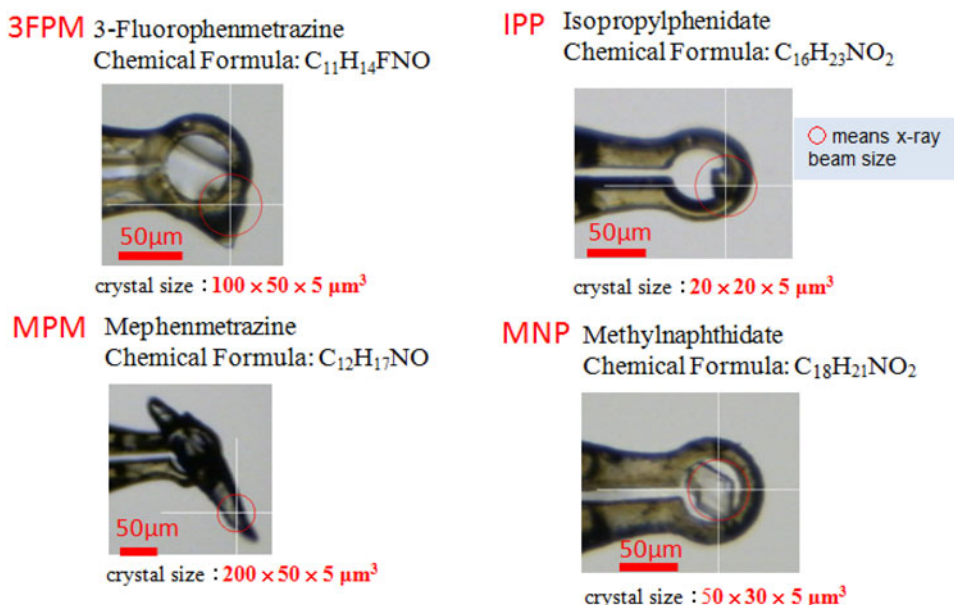 3FPM 3-Fluorophenmetrazine
Chemical Formula: C₁₁H₁₄FNO
50μm
crystal size : 100 × 50 × 5 μm³
IPP Isopropylphenidate
Chemical Formula: C₁₆H₂₃NO₂
○ means x-ray
beam size
50μm
crystal size : 20 × 20 × 5 μm³
MPM Mephenmetrazine
Chemical Formula: C₁₂H₁₇NO
50μm
crystal size : 200 × 50 × 5 μm³
MNP Methylnaphthidate
Chemical Formula: C₁₈H₂₁NO₂
50μm
crystal size : 50 × 30 × 5 μm³